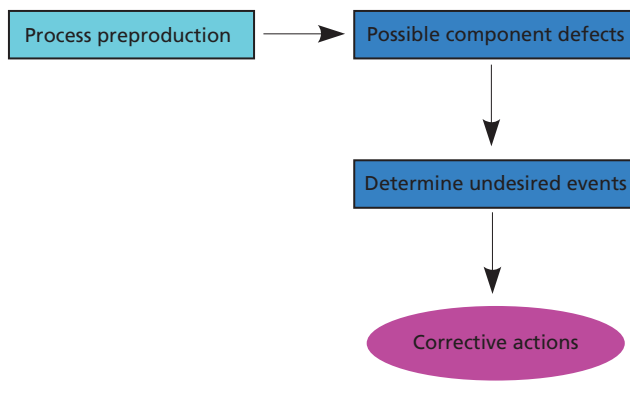 Process preproduction
Possible component defects
Determine undesired events
Corrective actions